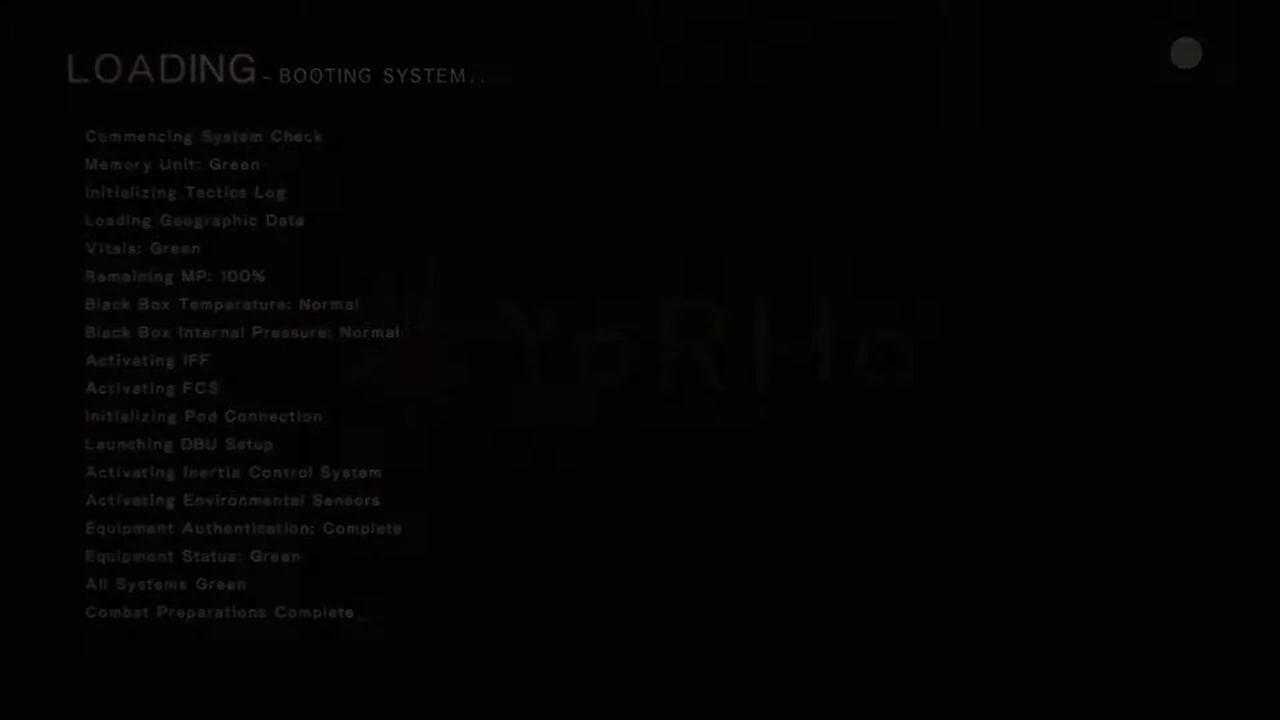 LOADING - BOOTING SYSTEM..
Commencing System Check
Memory Unit: Green
Initializing Tactics Log
Loading Geographic Data
Vitals: Green
Remaining MP: 100%
Black Box Temperature: Normal
Black Box Internal Pressure: Normal
Activating IFF
Activating FCS
Initializing Pod Connection
Launching DBU Setup
Activating Inertia Control System
Activating Environmental Sensors
Equipment Authentication: Complete
Equipment Status: Green
All Systems Green
Combat Preparations Complete_
YoRHa